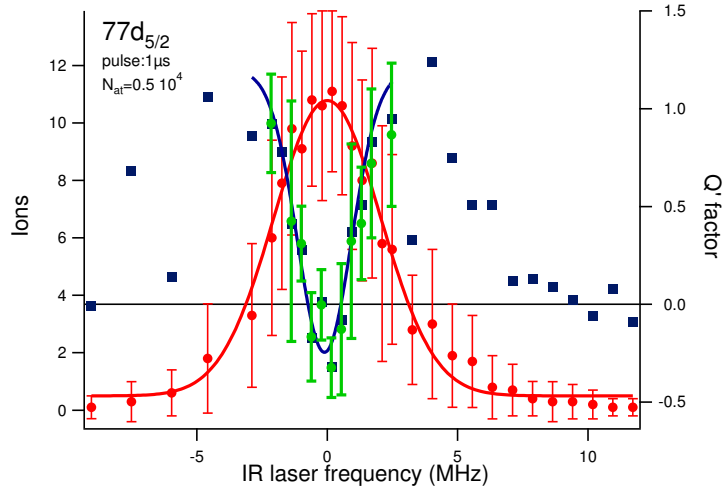 77d5/2
pulse:1µs
Nat=0.5 10^4
Ions
12
10
8
6
4
2
0
1.5
1.0
0.5
0.0
-0.5
Q' factor
-5
0
5
10
IR laser frequency (MHz)